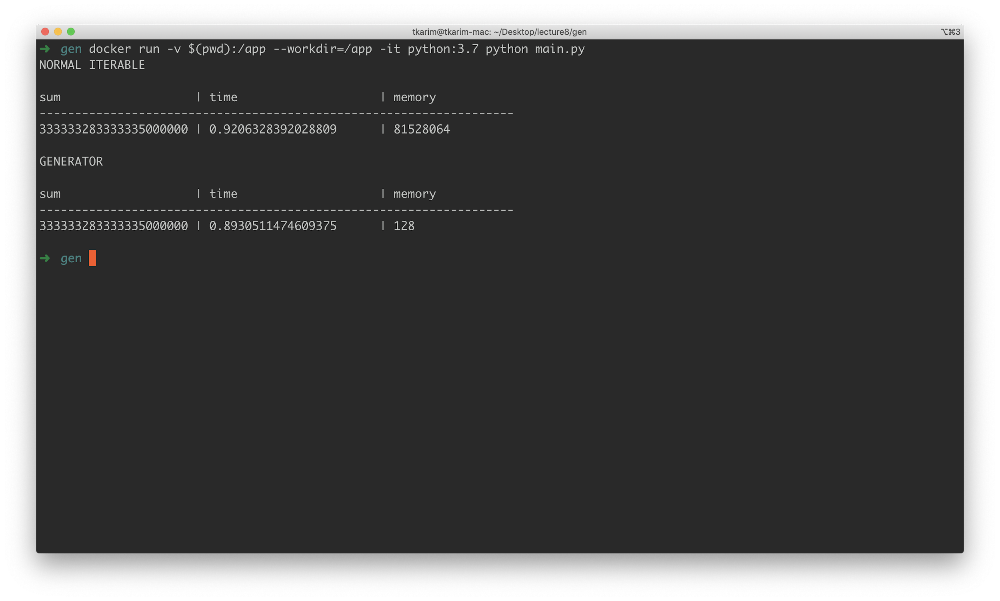 tkarim@tkarim-mac: ~/Desktop/lecture8/gen ⌥⌘3
➜ gen docker run -v $(pwd):/app --workdir=/app -it python:3.7 python main.py
NORMAL ITERABLE
sum | time | memory
-------------------------------------------------------------------
333333283333335000000 | 0.9206328392028809 | 81528064
GENERATOR
sum | time | memory
-------------------------------------------------------------------
333333283333335000000 | 0.8930511474609375 | 128
➜ gen